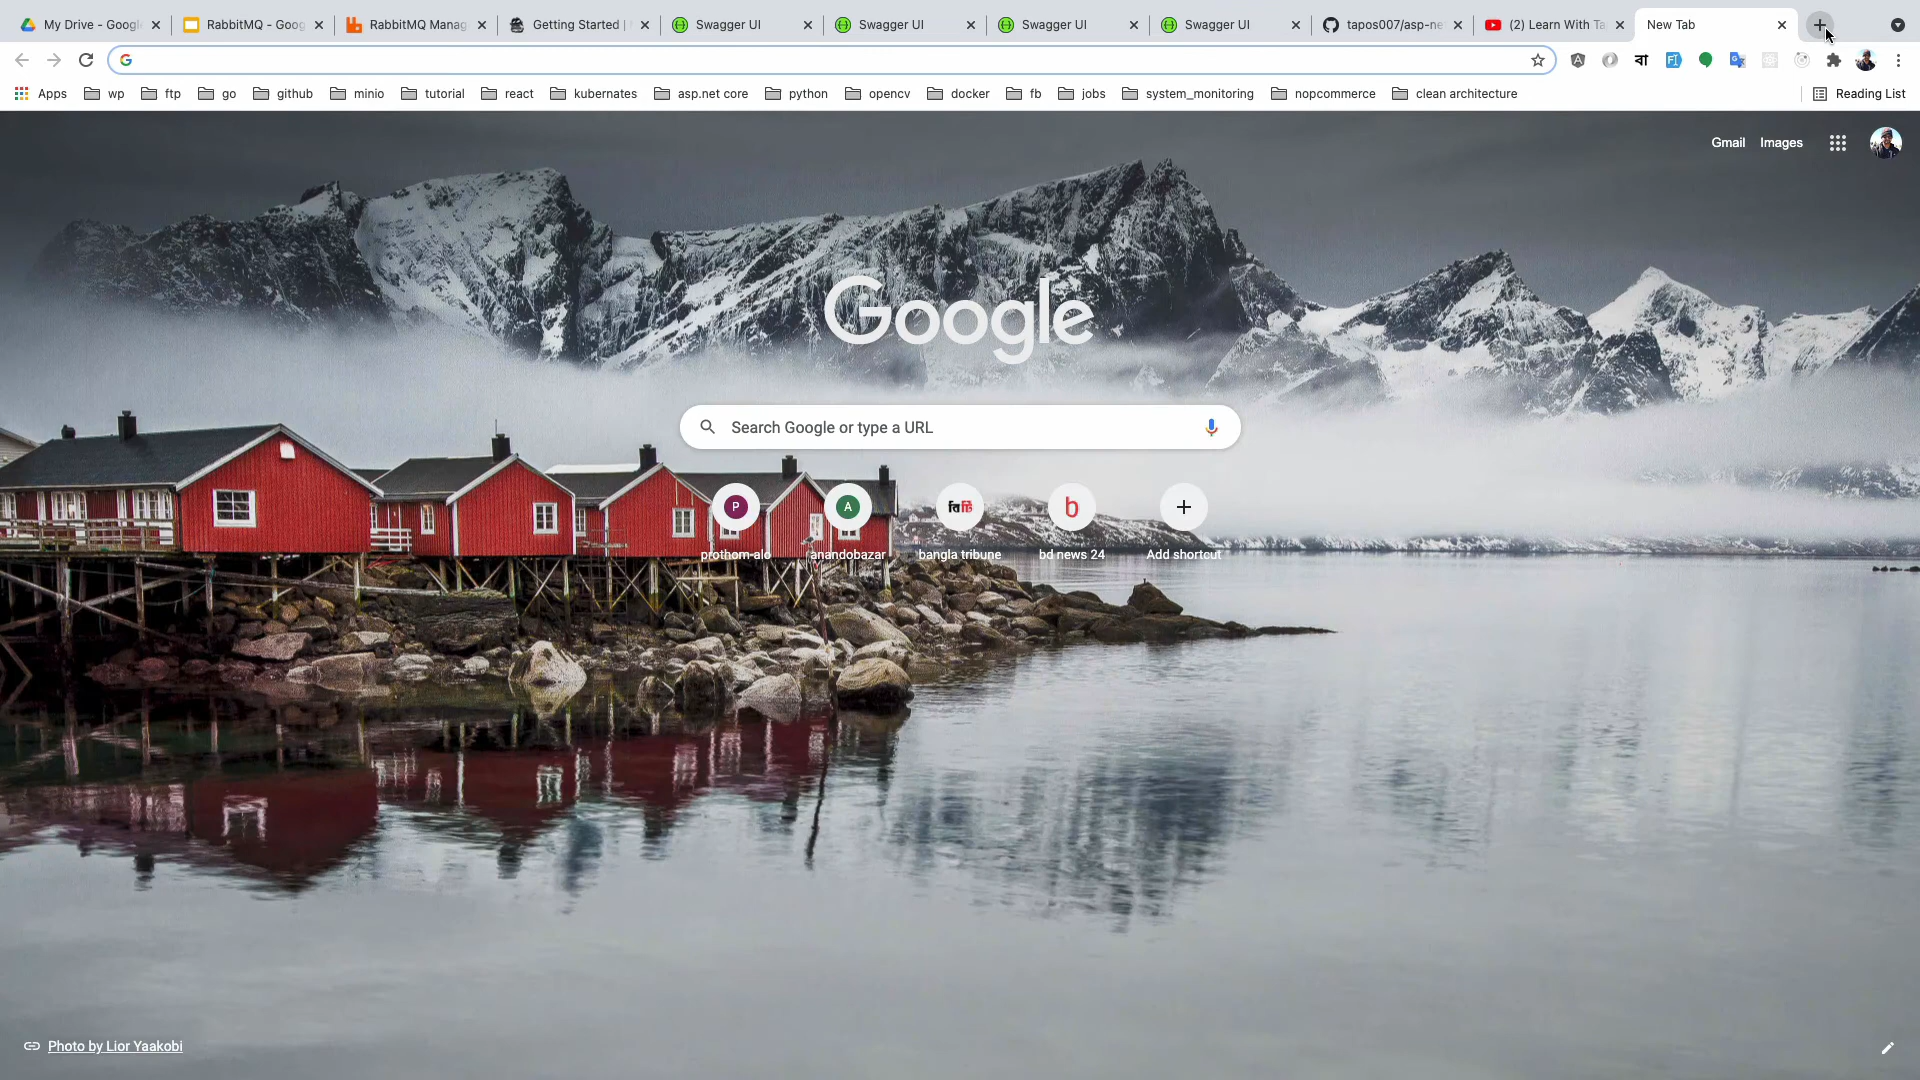 My Drive - Google
RabbitMQ - Goog
RabbitMQ Manag
Getting Started |
Swagger UI
Swagger UI
Swagger UI
Swagger UI
tapos007/asp-ne
(2) Learn With Ta
New Tab
বা
Apps
wp
ftp
go
github
minio
tutorial
react
kubernetes
asp.net core
python
opencv
docker
fb
jobs
system_monitoring
nopcommerce
clean architecture
Reading List
Gmail
Images
Google
Search Google or type a URL
P
A
b
prothom-alo
anandobazar
bangla tribune
bd news 24
Add shortcut
Photo by Lior Yaakobi